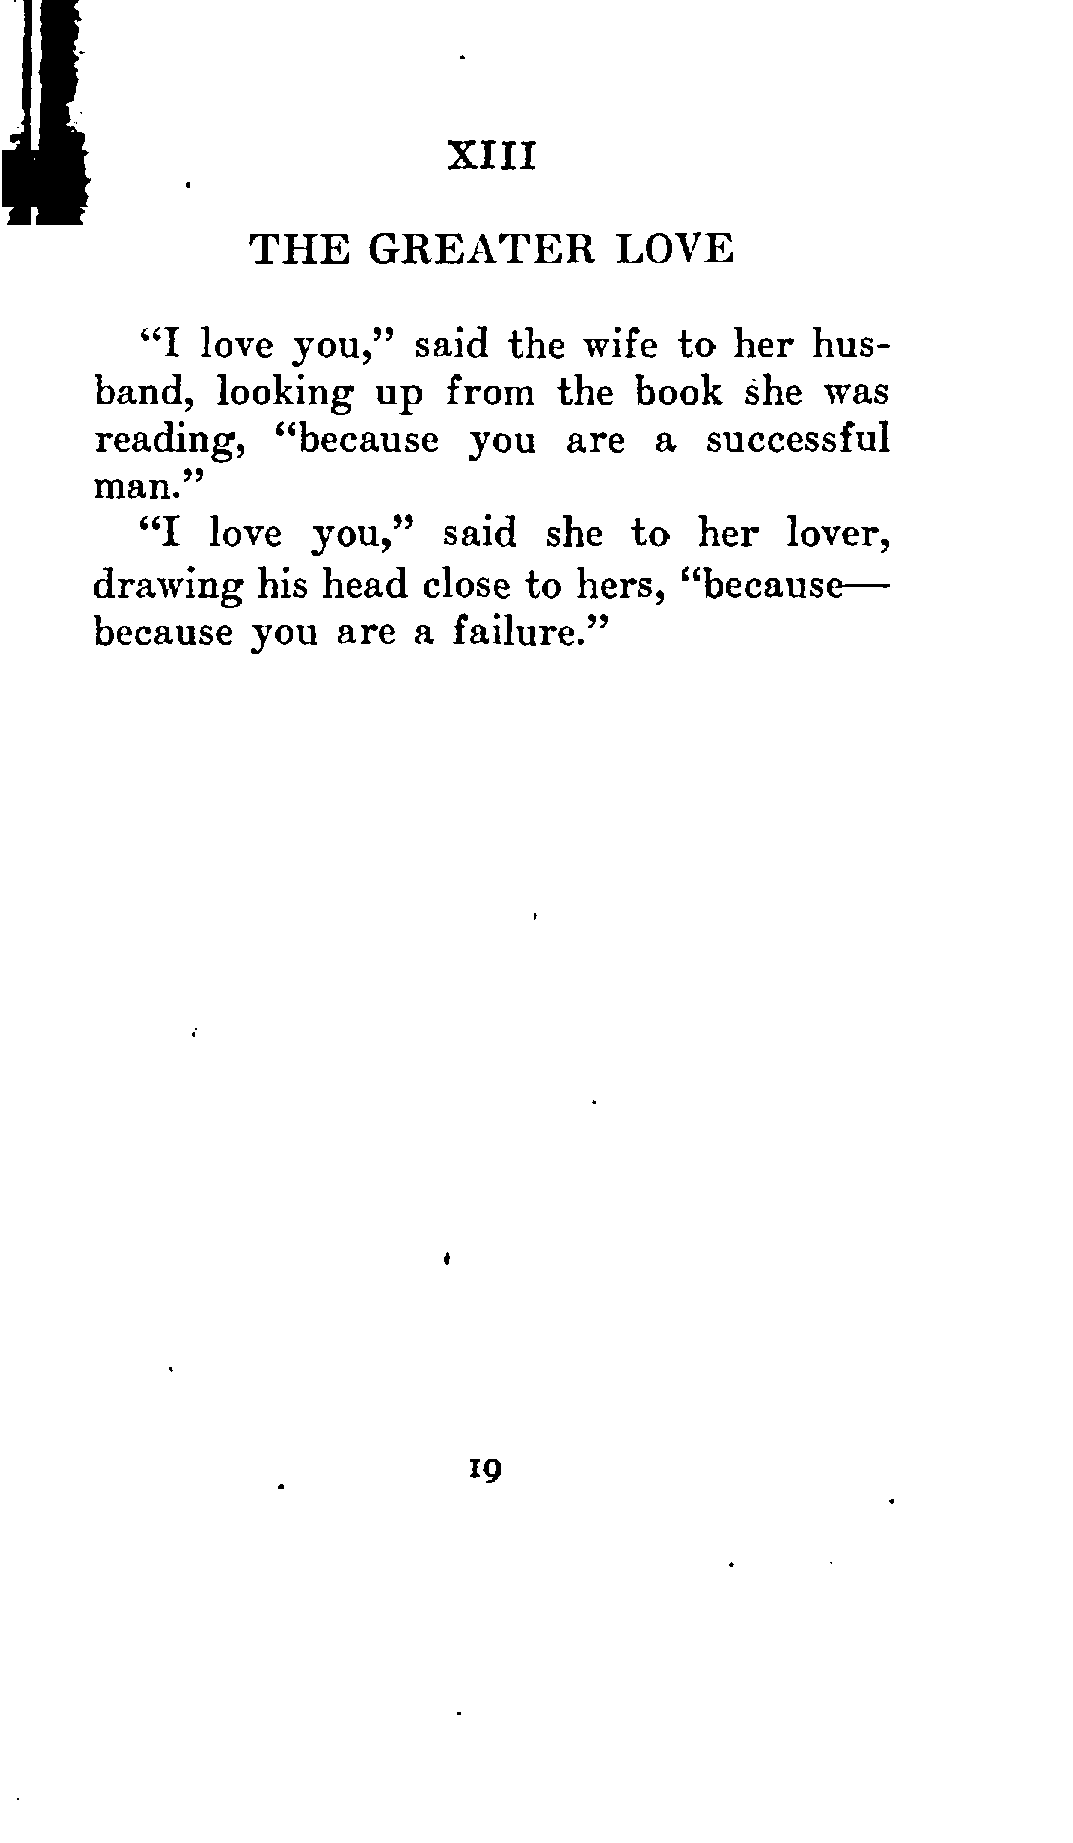 XIII
THE GREATER LOVE
“I love you,” said the wife to her hus-
band, looking up from the book she was
reading, “because you are a successful
man.”
“I love you,” said she to her lover,
drawing his head close to hers, “because—
because you are a failure.”
19